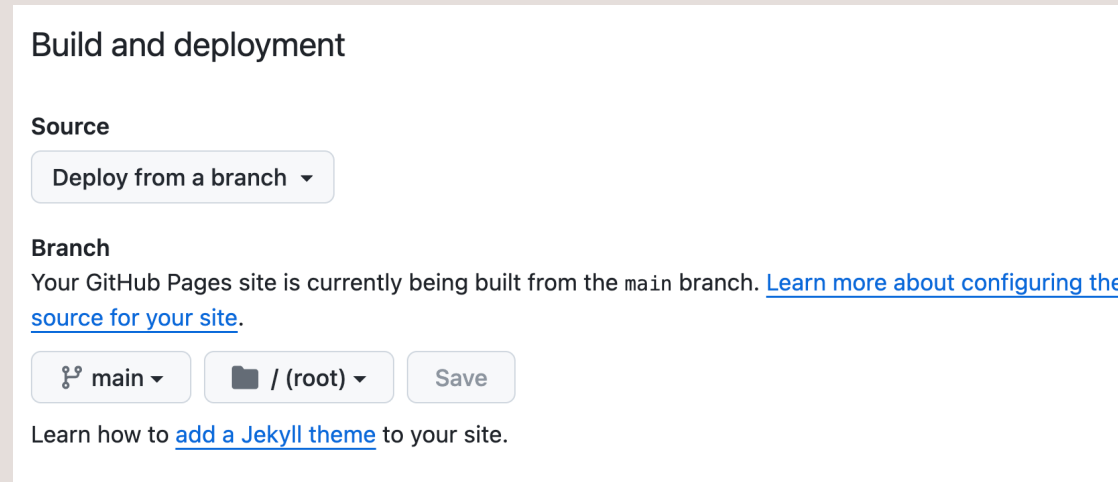 Build and deployment
Source
Deploy from a branch
Branch
Your GitHub Pages site is currently being built from the main branch. Learn more about configuring the
source for your site.
main / (root) Save
Learn how to add a Jekyll theme to your site.